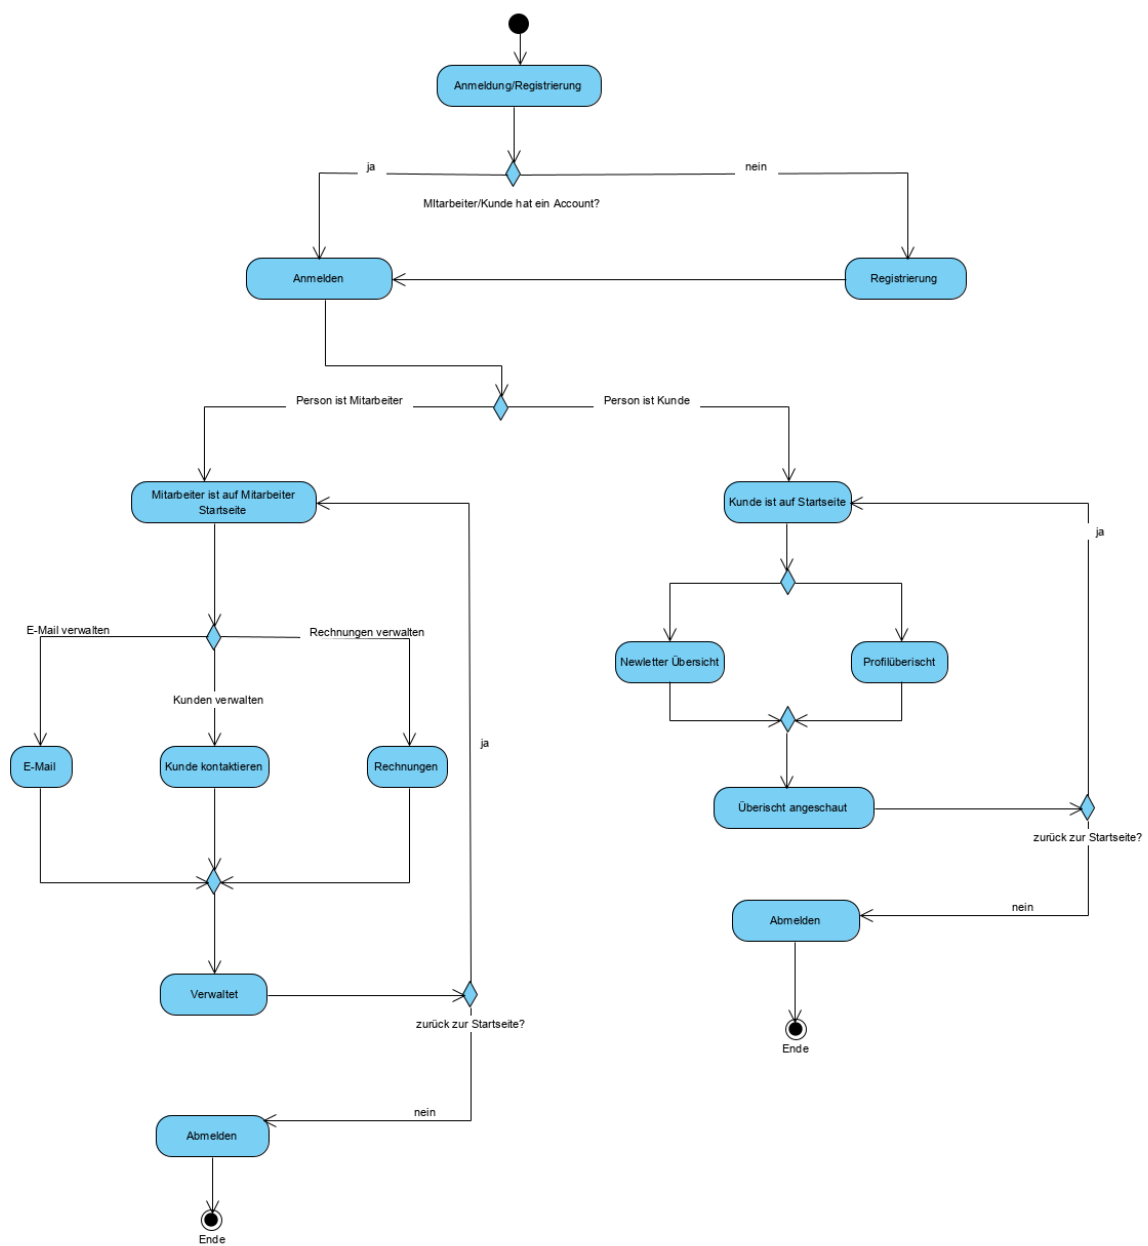 Anmeldung/Registrierung
ja
nein
MItarbeiter/Kunde hat ein Account?
Anmelden
Registrierung
Person ist Mitarbeiter
Person ist Kunde
Mitarbeiter ist auf Mitarbeiter
Startseite
Kunde ist auf Startseite
ja
E-Mail verwalten
Rechnungen verwalten
Newletter Übersicht
Profilüberischt
Kunden verwalten
ja
E-Mail
Kunde kontaktieren
Rechnungen
Überischt angeschaut
zurück zur Startseite?
nein
Abmelden
Verwaltet
zurück zur Startseite?
Ende
nein
Abmelden
Ende